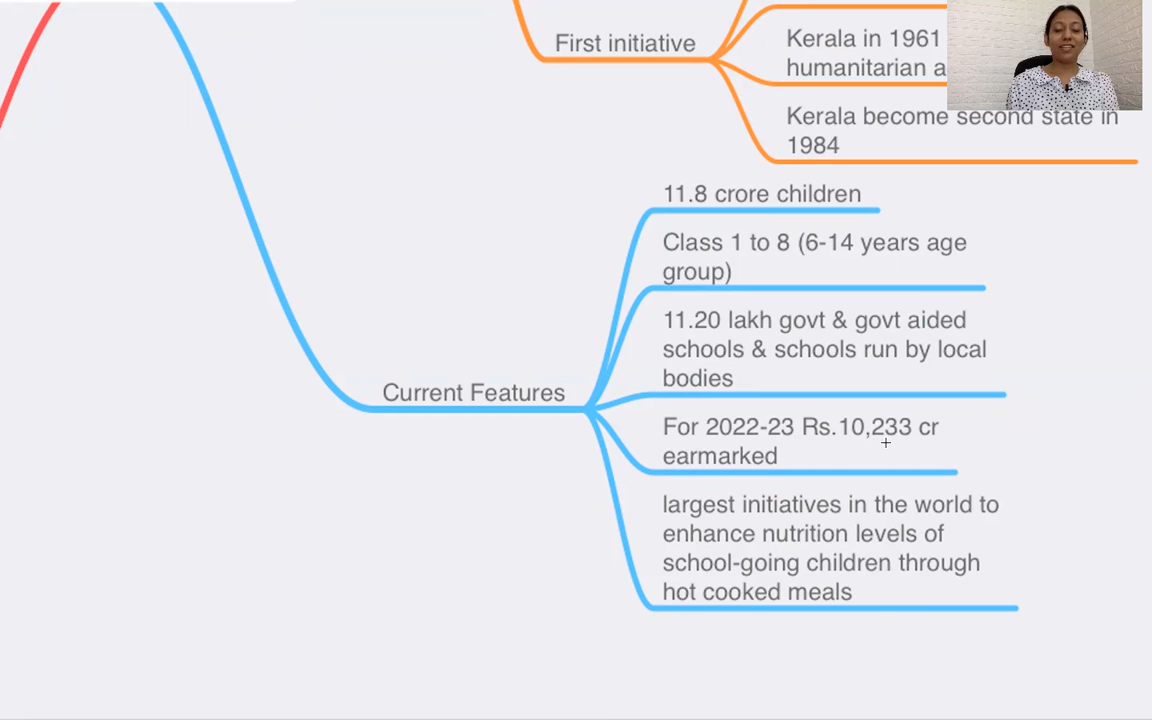 First initiative
Kerala in 1961
humanitarian
Kerala become second state in
1984
11.8 crore children
Class 1 to 8 (6-14 years age
group)
11.20 lakh govt & govt aided
schools & schools run by local
bodies
Current Features
For 2022-23 Rs.10,233 cr
earmarked
largest initiatives in the world to
enhance nutrition levels of
school-going children through
hot cooked meals